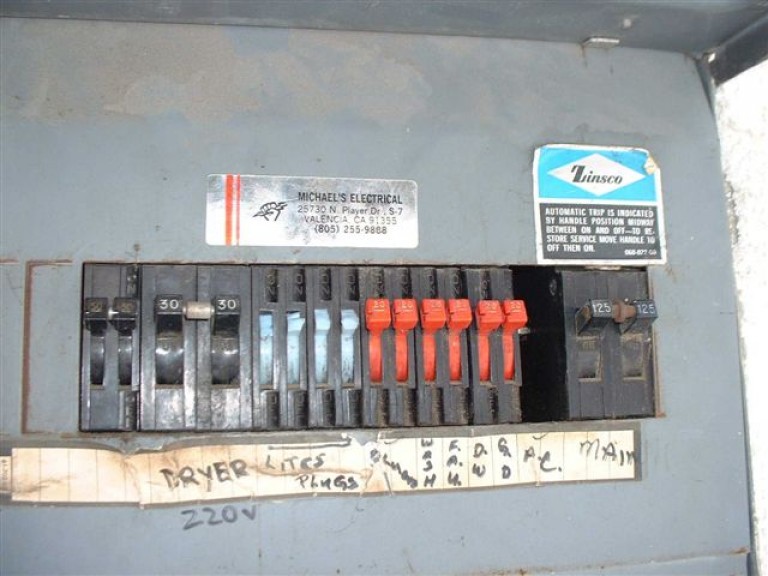 MICHAEL'S ELECTRICAL
25730 N. Player Dr., S-7
VALENCIA, CA 91355
(805) 255-9888
Zinsco
AUTOMATIC TRIP IS INDICATED
BY HANDLE POSITION MIDWAY
BETWEEN ON AND OFF—TO RE-
STORE SERVICE MOVE HANDLE TO
OFF THEN ON.
30 30
125 125
DRYER
220V
LITES
PLUGS
WASH
F.A.U.
D.W
G.D
A.C.
MAIN